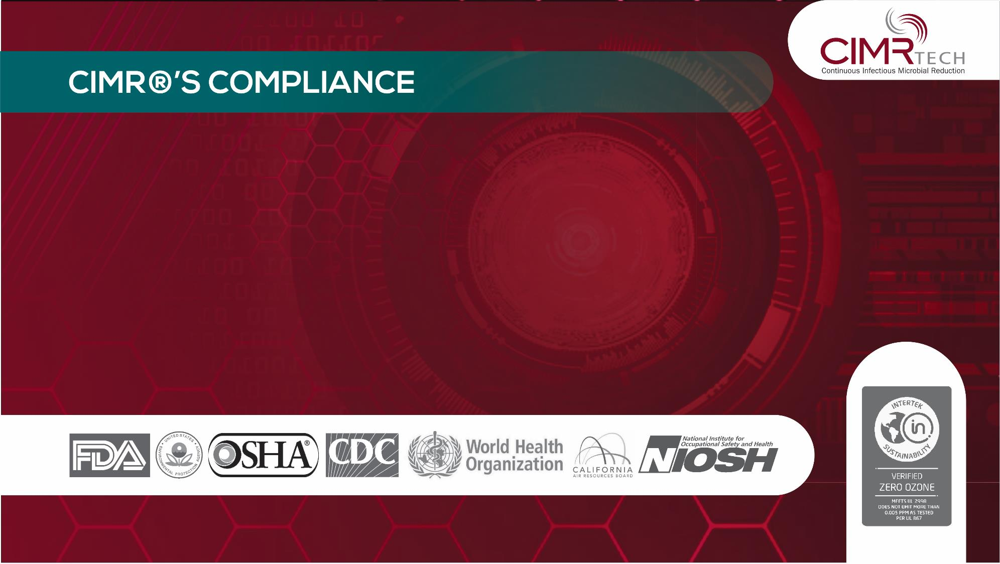 CIMR®'S COMPLIANCE
CIMRTECH
Continuous Infectious Microbial Reduction
FDA
UNITED STATES
ENVIRONMENTAL PROTECTION AGENCY
OSHA®
CDC
World Health
Organization
CALIFORNIA
AIR RESOURCES BOARD
National Institute for
Occupational Safety and Health
NIOSH
INTERTEK
in
SUSTAINABILITY
VERIFIED
ZERO OZONE
MEETS UL 2998
DOES NOT EMIT MORE THAN
0.005 PPM AS TESTED
PER UL 867